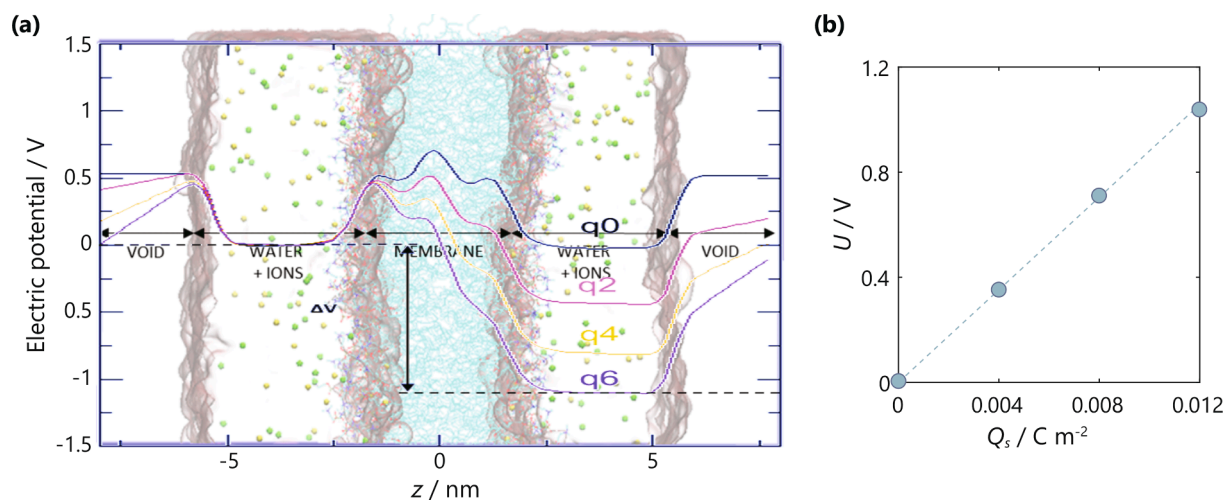 (a)
Electric potential / V
1.5
1
0.5
0
0.5
-1
-1.5
q0
VOID
WATER
+ IONS
MEMBRANE
WATER
+ IONS
VOID
q2
ΔV
q4
q6
-5
0
5
z / nm
(b)
U / V
1.2
0.8
0.4
0
0
0.004
0.008
0.012
Qs / C m-2